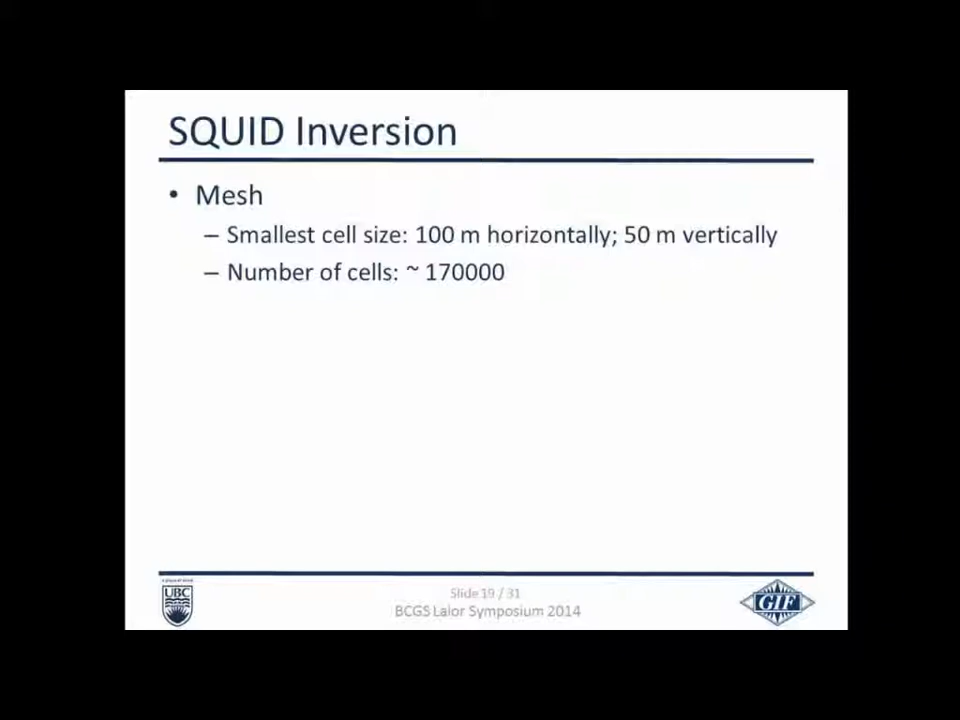 SQUID Inversion
• Mesh
– Smallest cell size: 100 m horizontally; 50 m vertically
– Number of cells: ~ 170000
UBC
Slide 19 / 31
BCGS Lalor Symposium 2014
GIF